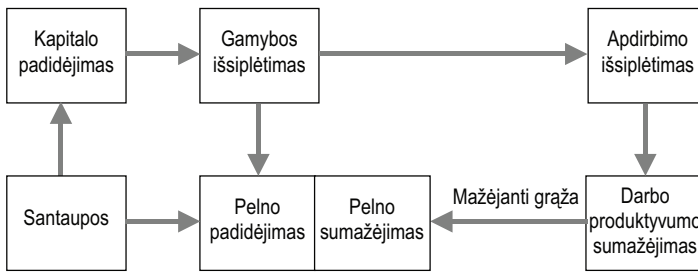 Kapitalo
padidėjimas
Gamybos
išsiplėtimas
Apdirbimo
išsiplėtimas
Santaupos
Pelno
padidėjimas
Pelno
sumažėjimas
Mažėjanti grąža
Darbo
produktyvumo
sumažėjimas